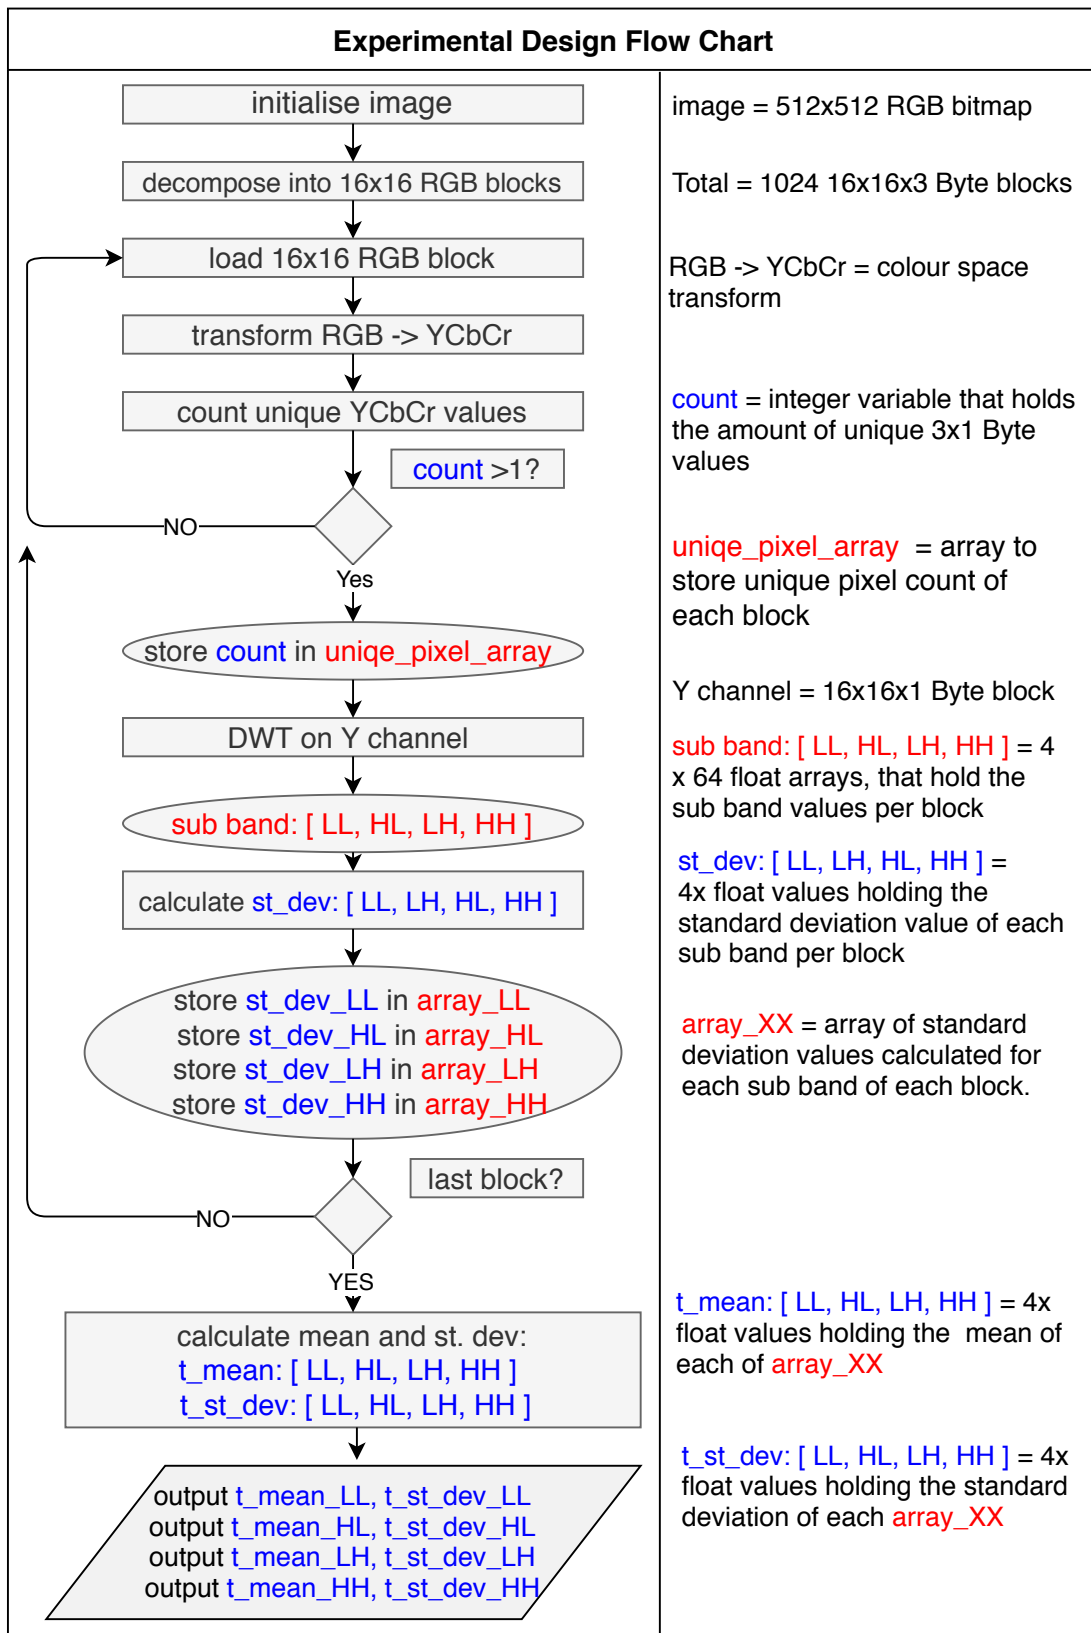 Experimental Design Flow Chart
initialise image
decompose into 16x16 RGB blocks
load 16x16 RGB block
transform RGB -> YCbCr
count unique YCbCr values
count >1?
NO
Yes
store count in uniqe_pixel_array
DWT on Y channel
sub band: [ LL, HL, LH, HH ]
calculate st_dev: [ LL, LH, HL, HH ]
store st_dev_LL in array_LL
store st_dev_HL in array_HL
store st_dev_LH in array_LH
store st_dev_HH in array_HH
last block?
NO
YES
calculate mean and st. dev:
t_mean: [ LL, HL, LH, HH ]
t_st_dev: [ LL, HL, LH, HH ]
output t_mean_LL, t_st_dev_LL
output t_mean_HL, t_st_dev_HL
output t_mean_LH, t_st_dev_LH
output t_mean_HH, t_st_dev_HH
image = 512x512 RGB bitmap
Total = 1024 16x16x3 Byte blocks
RGB -> YCbCr = colour space
transform
count = integer variable that holds
the amount of unique 3x1 Byte
values
uniqe_pixel_array = array to
store unique pixel count of
each block
Y channel = 16x16x1 Byte block
sub band: [ LL, HL, LH, HH ] = 4
x 64 float arrays, that hold the
sub band values per block
st_dev: [ LL, LH, HL, HH ] =
4x float values holding the
standard deviation value of each
sub band per block
array_XX = array of standard
deviation values calculated for
each sub band of each block.
t_mean: [ LL, HL, LH, HH ] = 4x
float values holding the mean of
each of array_XX
t_st_dev: [ LL, HL, LH, HH ] = 4x
float values holding the standard
deviation of each array_XX